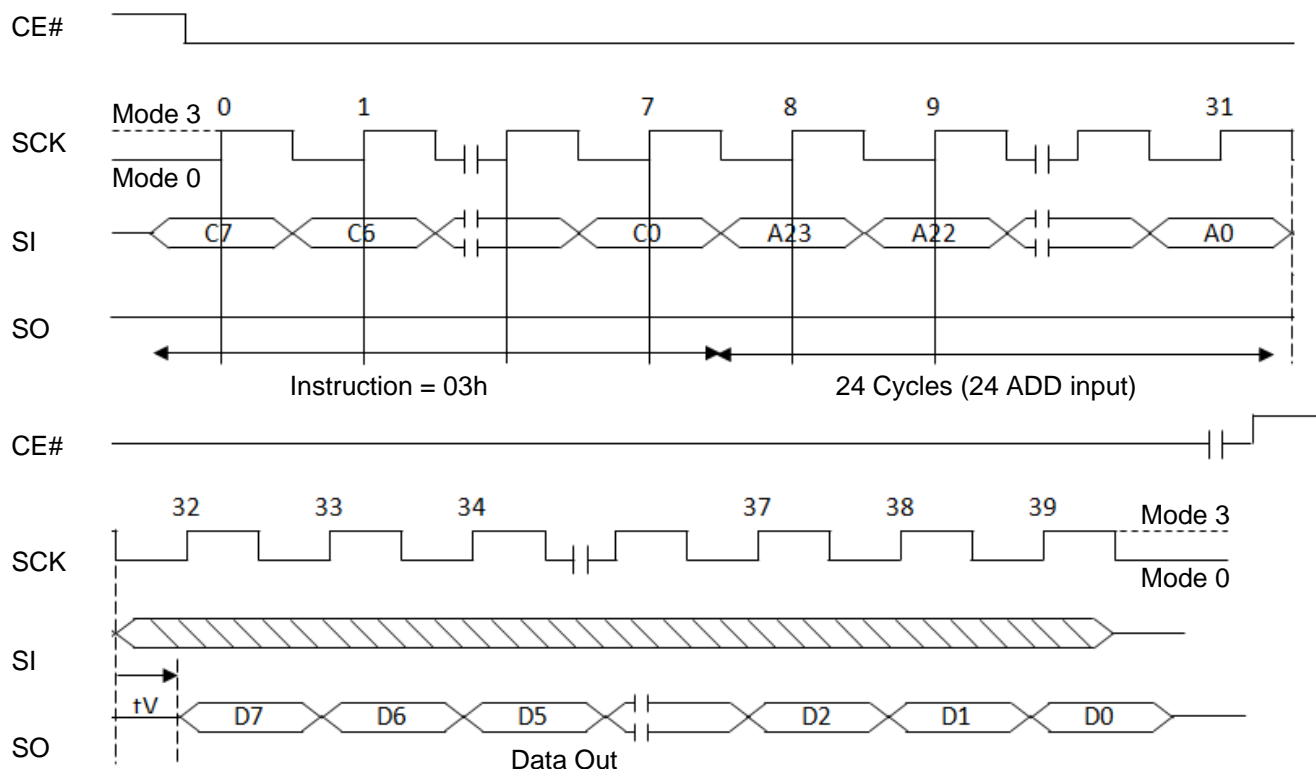 CE#
Mode 3 0 1 7 8 9 31
SCK
Mode 0
SI C7 C6 C0 A23 A22 A0
SO
Instruction = 03h 24 Cycles (24 ADD input)
CE#
32 33 34 37 38 39 Mode 3
SCK
Mode 0
SI
tV D7 D6 D5 D2 D1 D0
SO
Data Out